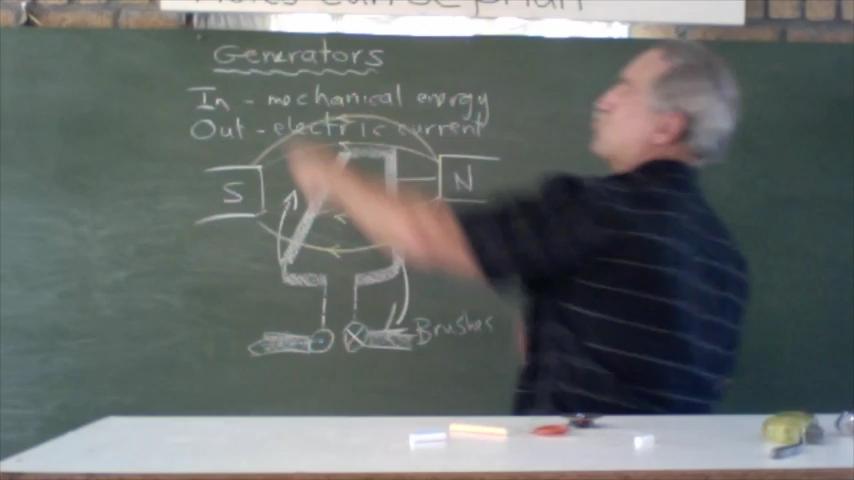 Generators
In - mechanical energy
Out - electric current
S
N
Brushes